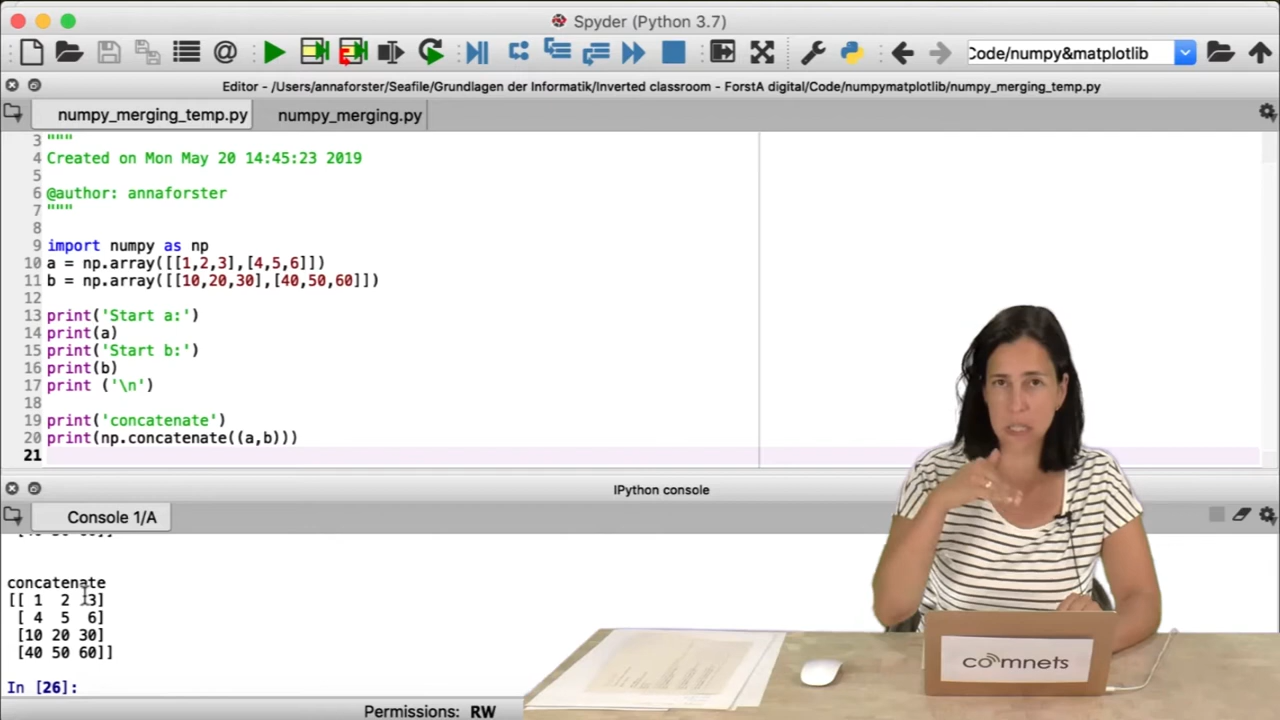 Spyder (Python 3.7)
Code/numpy&matplotlib
Editor - /Users/annaforster/Seafile/Grundlagen der Informatik/Inverted classroom - ForstA digital/Code/numpymatplotlib/numpy_merging_temp.py
numpy_merging_temp.py
numpy_merging.py
3 """
4 Created on Mon May 20 14:45:23 2019
5
6 @author: annaforster
7 """
8
9 import numpy as np
10 a = np.array([[1,2,3],[4,5,6]])
11 b = np.array([[10,20,30],[40,50,60]])
12
13 print('Start a:')
14 print(a)
15 print('Start b:')
16 print(b)
17 print ('\n')
18
19 print('concatenate')
20 print(np.concatenate((a,b)))
21
IPython console
Console 1/A
concatenate
[[ 1 2 3]
[ 4 5 6]
[10 20 30]
[40 50 60]]
In [26]:
Permissions: RW
comnets